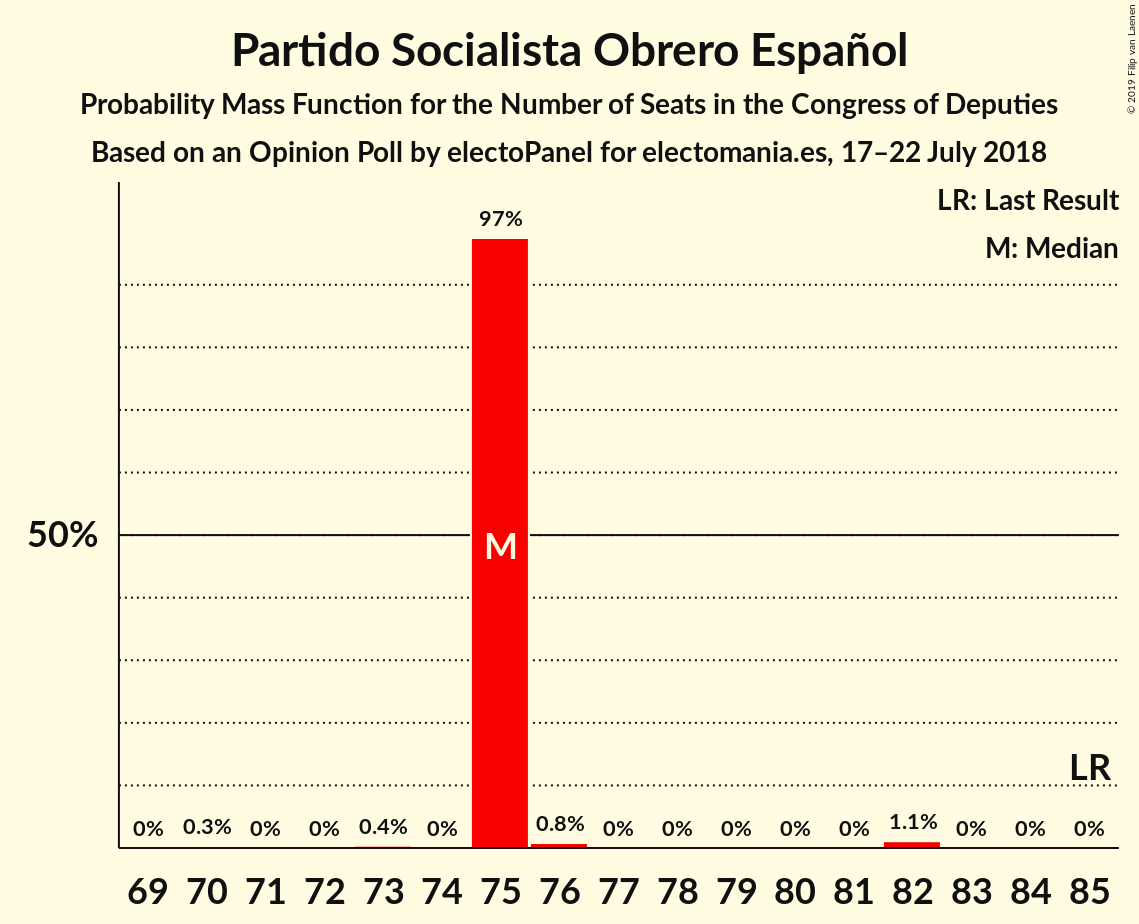 Partido Socialista Obrero Español
Probability Mass Function for the Number of Seats in the Congress of Deputies
Based on an Opinion Poll by electoPanel for electomania.es, 17–22 July 2018
© 2019 Filip van Laenen
LR: Last Result
M: Median
97%
50%
M
LR
0% 0.3% 0% 0% 0.4% 0% 0.8% 0% 0% 0% 0% 0% 1.1% 0% 0% 0%
69 70 71 72 73 74 75 76 77 78 79 80 81 82 83 84 85